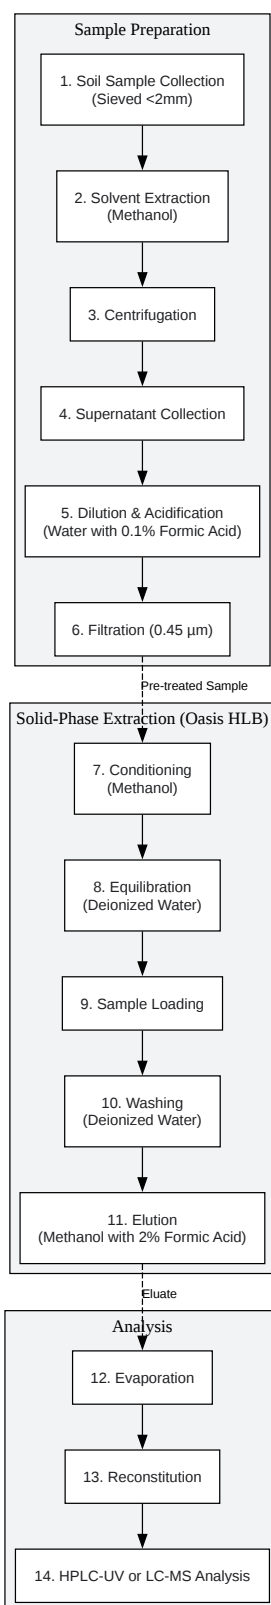 Sample Preparation
1. Soil Sample Collection
(Sieved <2mm)
2. Solvent Extraction
(Methanol)
3. Centrifugation
4. Supernatant Collection
5. Dilution & Acidification
(Water with 0.1% Formic Acid)
6. Filtration (0.45 µm)
Pre-treated Sample
Solid-Phase Extraction (Oasis HLB)
7. Conditioning
(Methanol)
8. Equilibration
(Deionized Water)
9. Sample Loading
10. Washing
(Deionized Water)
11. Elution
(Methanol with 2% Formic Acid)
Eluate
Analysis
12. Evaporation
13. Reconstitution
14. HPLC-UV or LC-MS Analysis